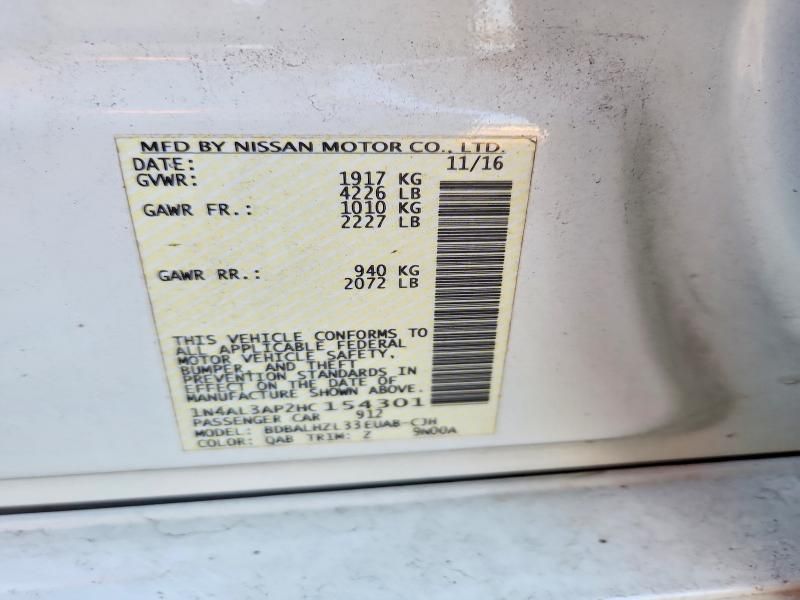 MFD BY NISSAN MOTOR CO., LTD.
DATE: 11/16
GVWR: 1917 KG
4226 LB
GAWR FR.: 1010 KG
2227 LB
GAWR RR.: 940 KG
2072 LB
THIS VEHICLE CONFORMS TO
ALL APPLICABLE FEDERAL
MOTOR VEHICLE SAFETY,
BUMPER, AND THEFT
PREVENTION STANDARDS IN
EFFECT ON THE DATE OF
MANUFACTURE SHOWN ABOVE.
1N4AL3AP2HC154301
PASSENGER CAR 912
MODEL: BDBALHZL33EUAB-CJH
COLOR: QAB TRIM: Z 9N00A